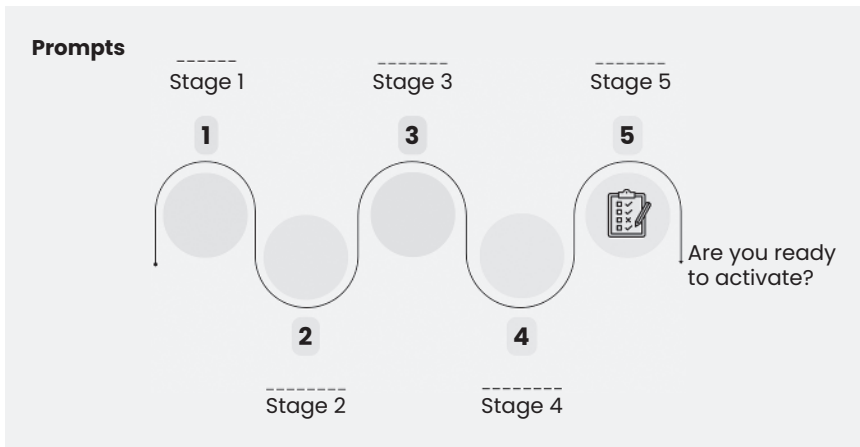 Prompts
Stage 1
Stage 3
Stage 5
1
3
5
Are you ready
to activate?
2
4
Stage 2
Stage 4